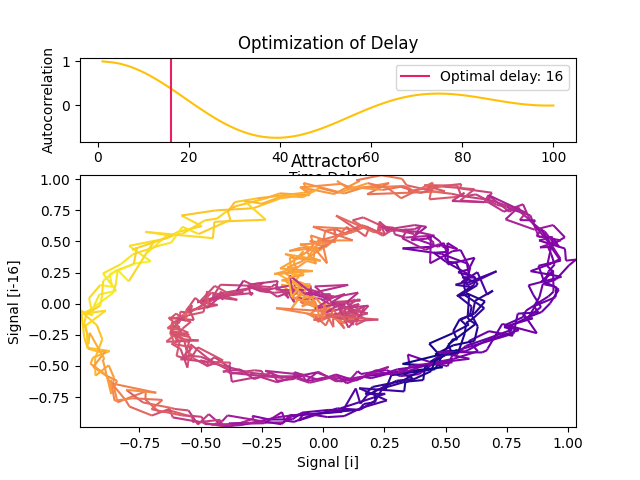 Optimization of Delay
Autocorrelation
1
0
Optimal delay: 16
0 20 40 60 80 100
Attractor
Signal [i-16]
1.00
0.75
0.50
0.25
0.00
−0.25
−0.50
−0.75
−0.75 −0.50 −0.25 0.00 0.25 0.50 0.75 1.00
Signal [i]